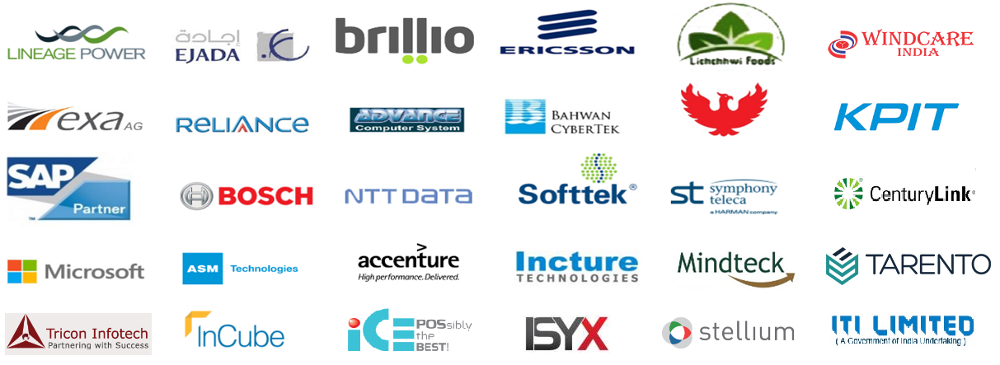 LINEAGE POWER
إجادة
EJADA
brillio
ERICSSON
Lichchhwi Foods
WINDCARE
INDIA
exa AG
RELIANCE
ADVANCE
Computer System
BAHWAN
CYBERTEK
KPIT
SAP
Partner
TM
BOSCH
NTT DATA
Softtek®
st symphony
teleca
a HARMAN company
CenturyLink®
Microsoft
ASM Technologies
accenture
High performance. Delivered.
Incture
TECHNOLOGIES
Mindteck
TARENTO
Tricon Infotech
Partnering with Success
InCube
iCE POSsibly
the
BEST!
ISYX
stellium
ITI LIMITED
( A Government of India Undertaking )